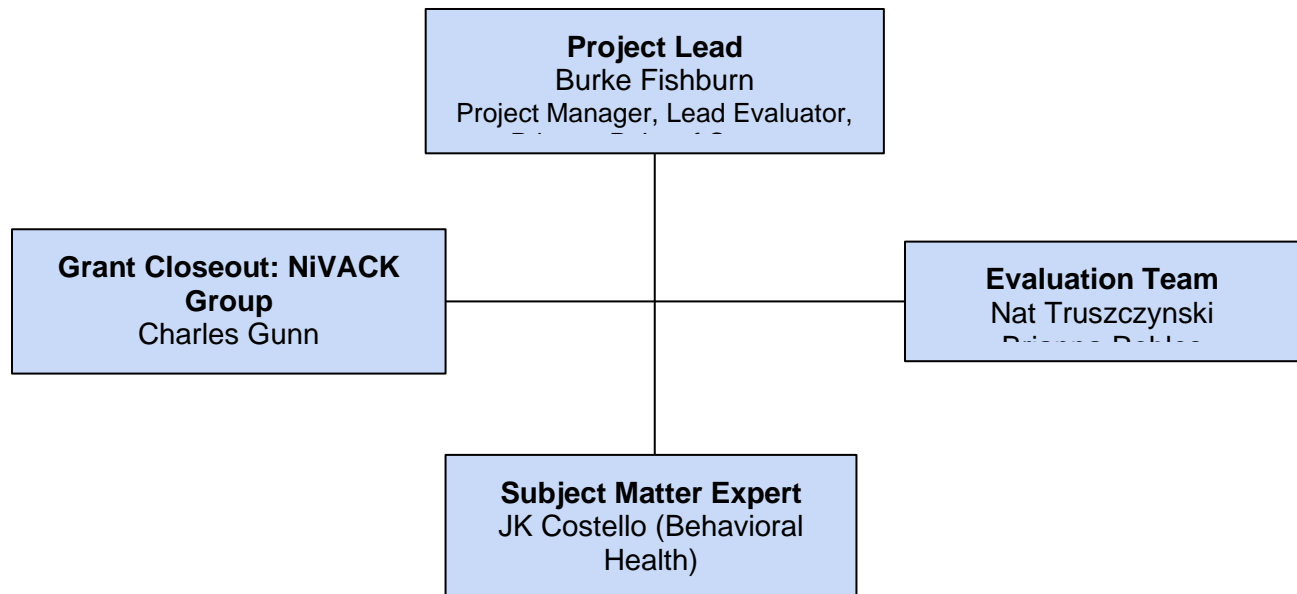 Project Lead
Burke Fishburn
Project Manager, Lead Evaluator,
Grant Closeout: NiVACK
Group
Charles Gunn
Evaluation Team
Nat Truszczynski
Subject Matter Expert
JK Costello (Behavioral
Health)